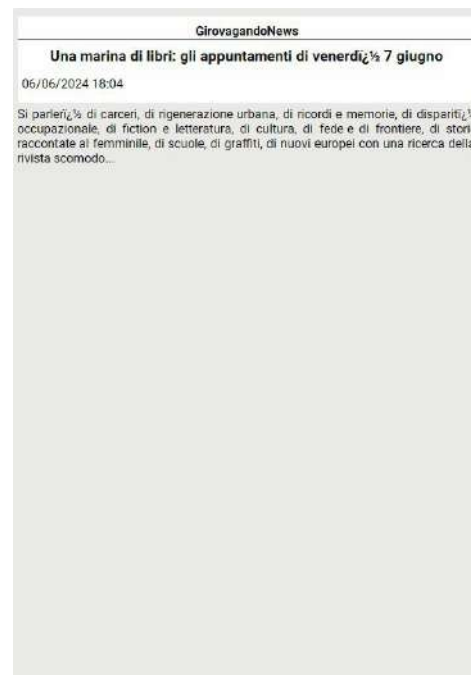 GirovagandoNews
Una marina di libri: gli appuntamenti di venerdï¿½ 7 giugno
06/06/2024 18:04
Si parlerï¿½ di carceri, di rigenerazione urbana, di ricordi e memorie, di disparitï¿½
occupazionale, di fiction e letteratura, di cultura, di fede e di frontiere, di stori
raccontate al femminile, di scuole, di graffiti, di nuovi europei con una ricerca della
rivista scomodo...